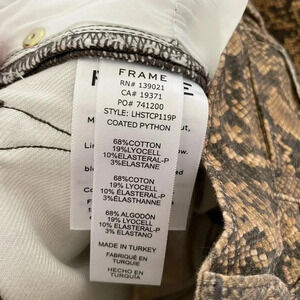 FRAME
RN# 139021
CA# 19371
PO# 741200
STYLE: LHSTCP119P
COATED PYTHON
68%COTTON
19%LYOCELL
10%ELASTERAL-P
3%ELASTANE
68%COTON
19%LYOCELL
10%ÉLASTERAL-P
3%ÉLASTHANNE
68% ALGODÓN
19%LYOCELL
10% ELASTERAL-P
3% ELASTANO
MADE IN TURKEY
FABRIQUÉ EN
TURQUIE
HECHO EN
TURQUÍA